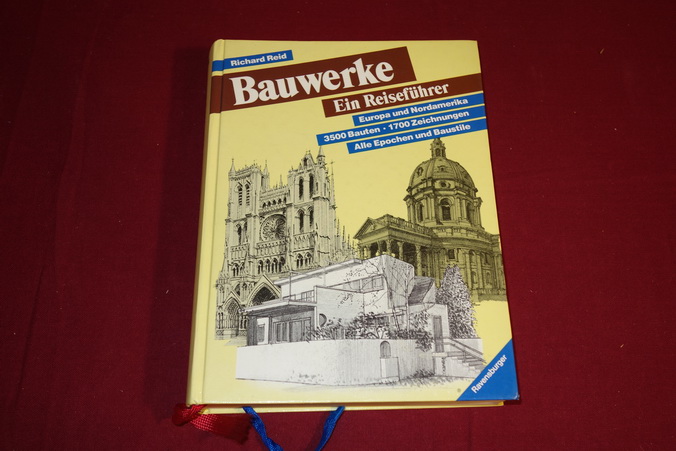 Richard Reid
Bauwerke
Ein Reiseführer
Europa und Nordamerika
3500 Bauten · 1700 Zeichnungen
Alle Epochen und Baustile
Ravensburger